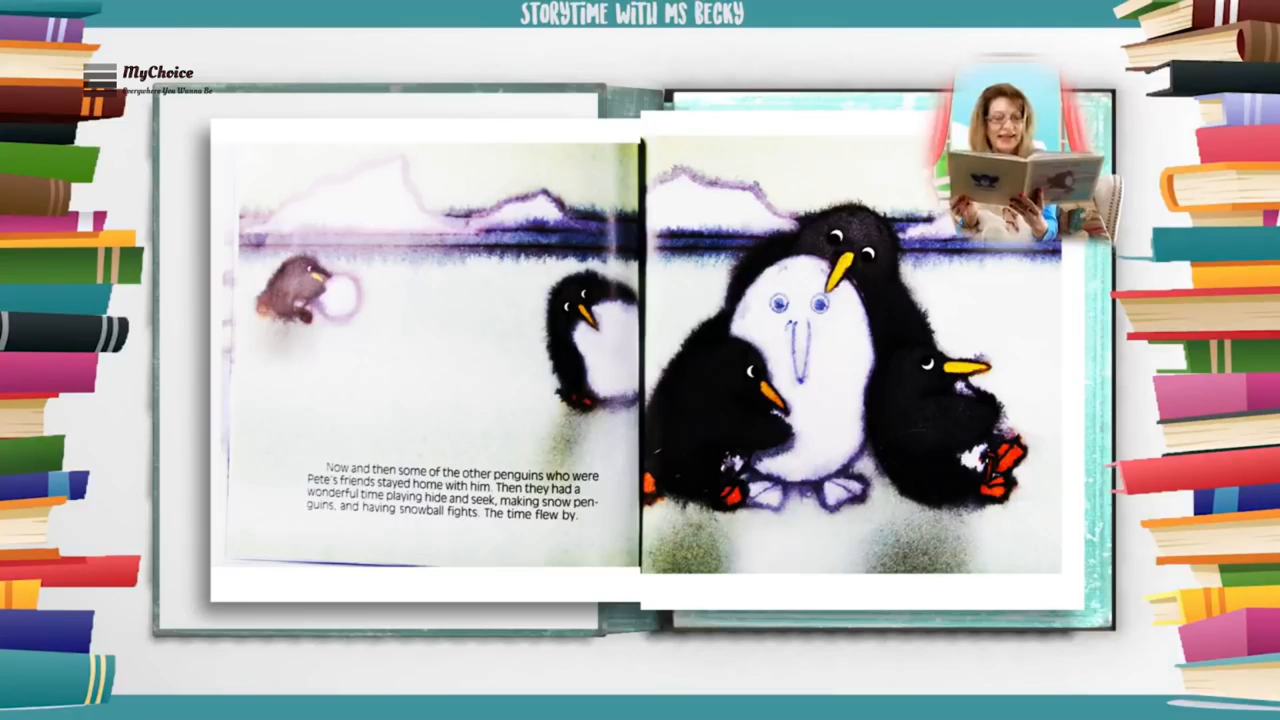 STORYTIME WITH MS BECKY
MyChoice
Everywhere You Wanna Be
Now and then some of the other penguins who were
Pete's friends stayed home with him. Then they had a
wonderful time playing hide and seek, making snow pen-
guins, and having snowball fights. The time flew by.